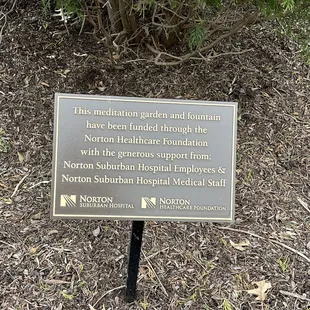 This meditation garden and fountain
have been funded through the
Norton Healthcare Foundation
with the generous support from:
Norton Suburban Hospital Employees &
Norton Suburban Hospital Medical Staff
NORTON
SUBURBAN HOSPITAL
NORTON
HEALTHCARE FOUNDATION